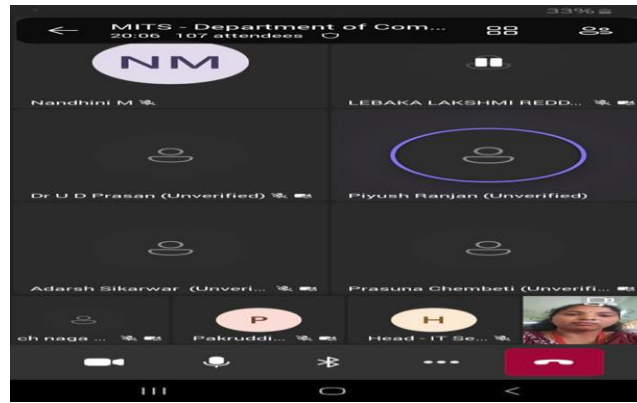 33%
MITS - Department of Com...
20:06 107 attendees
NM
Nandhini M
LEBAKA LAKSHMI REDD...
Dr U D Prasan (Unverified)
Piyush Ranjan (Unverified)
Adarsh Sikarwar (Unveri...
Prasuna Chembeti (Unverifi...
ch naga ...
P
Pakruddi...
H
Head - IT Se...